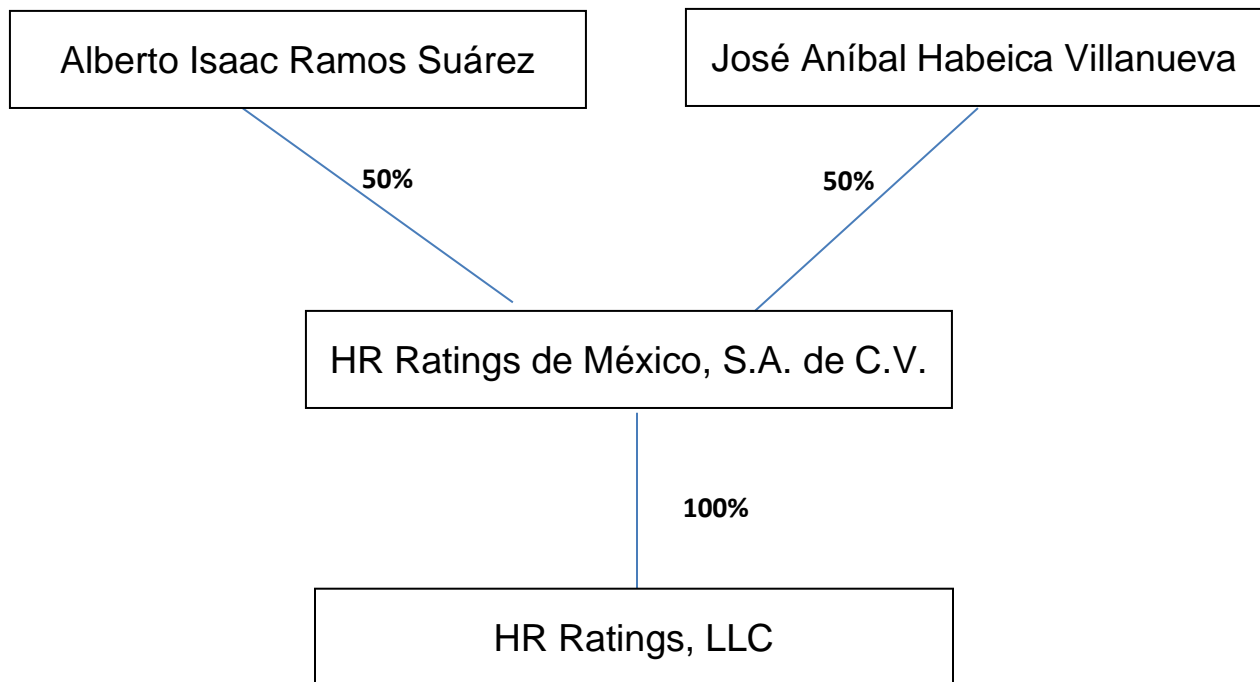 Alberto Isaac Ramos Suárez
José Aníbal Habeica Villanueva
50%
50%
HR Ratings de México, S.A. de C.V.
100%
HR Ratings, LLC